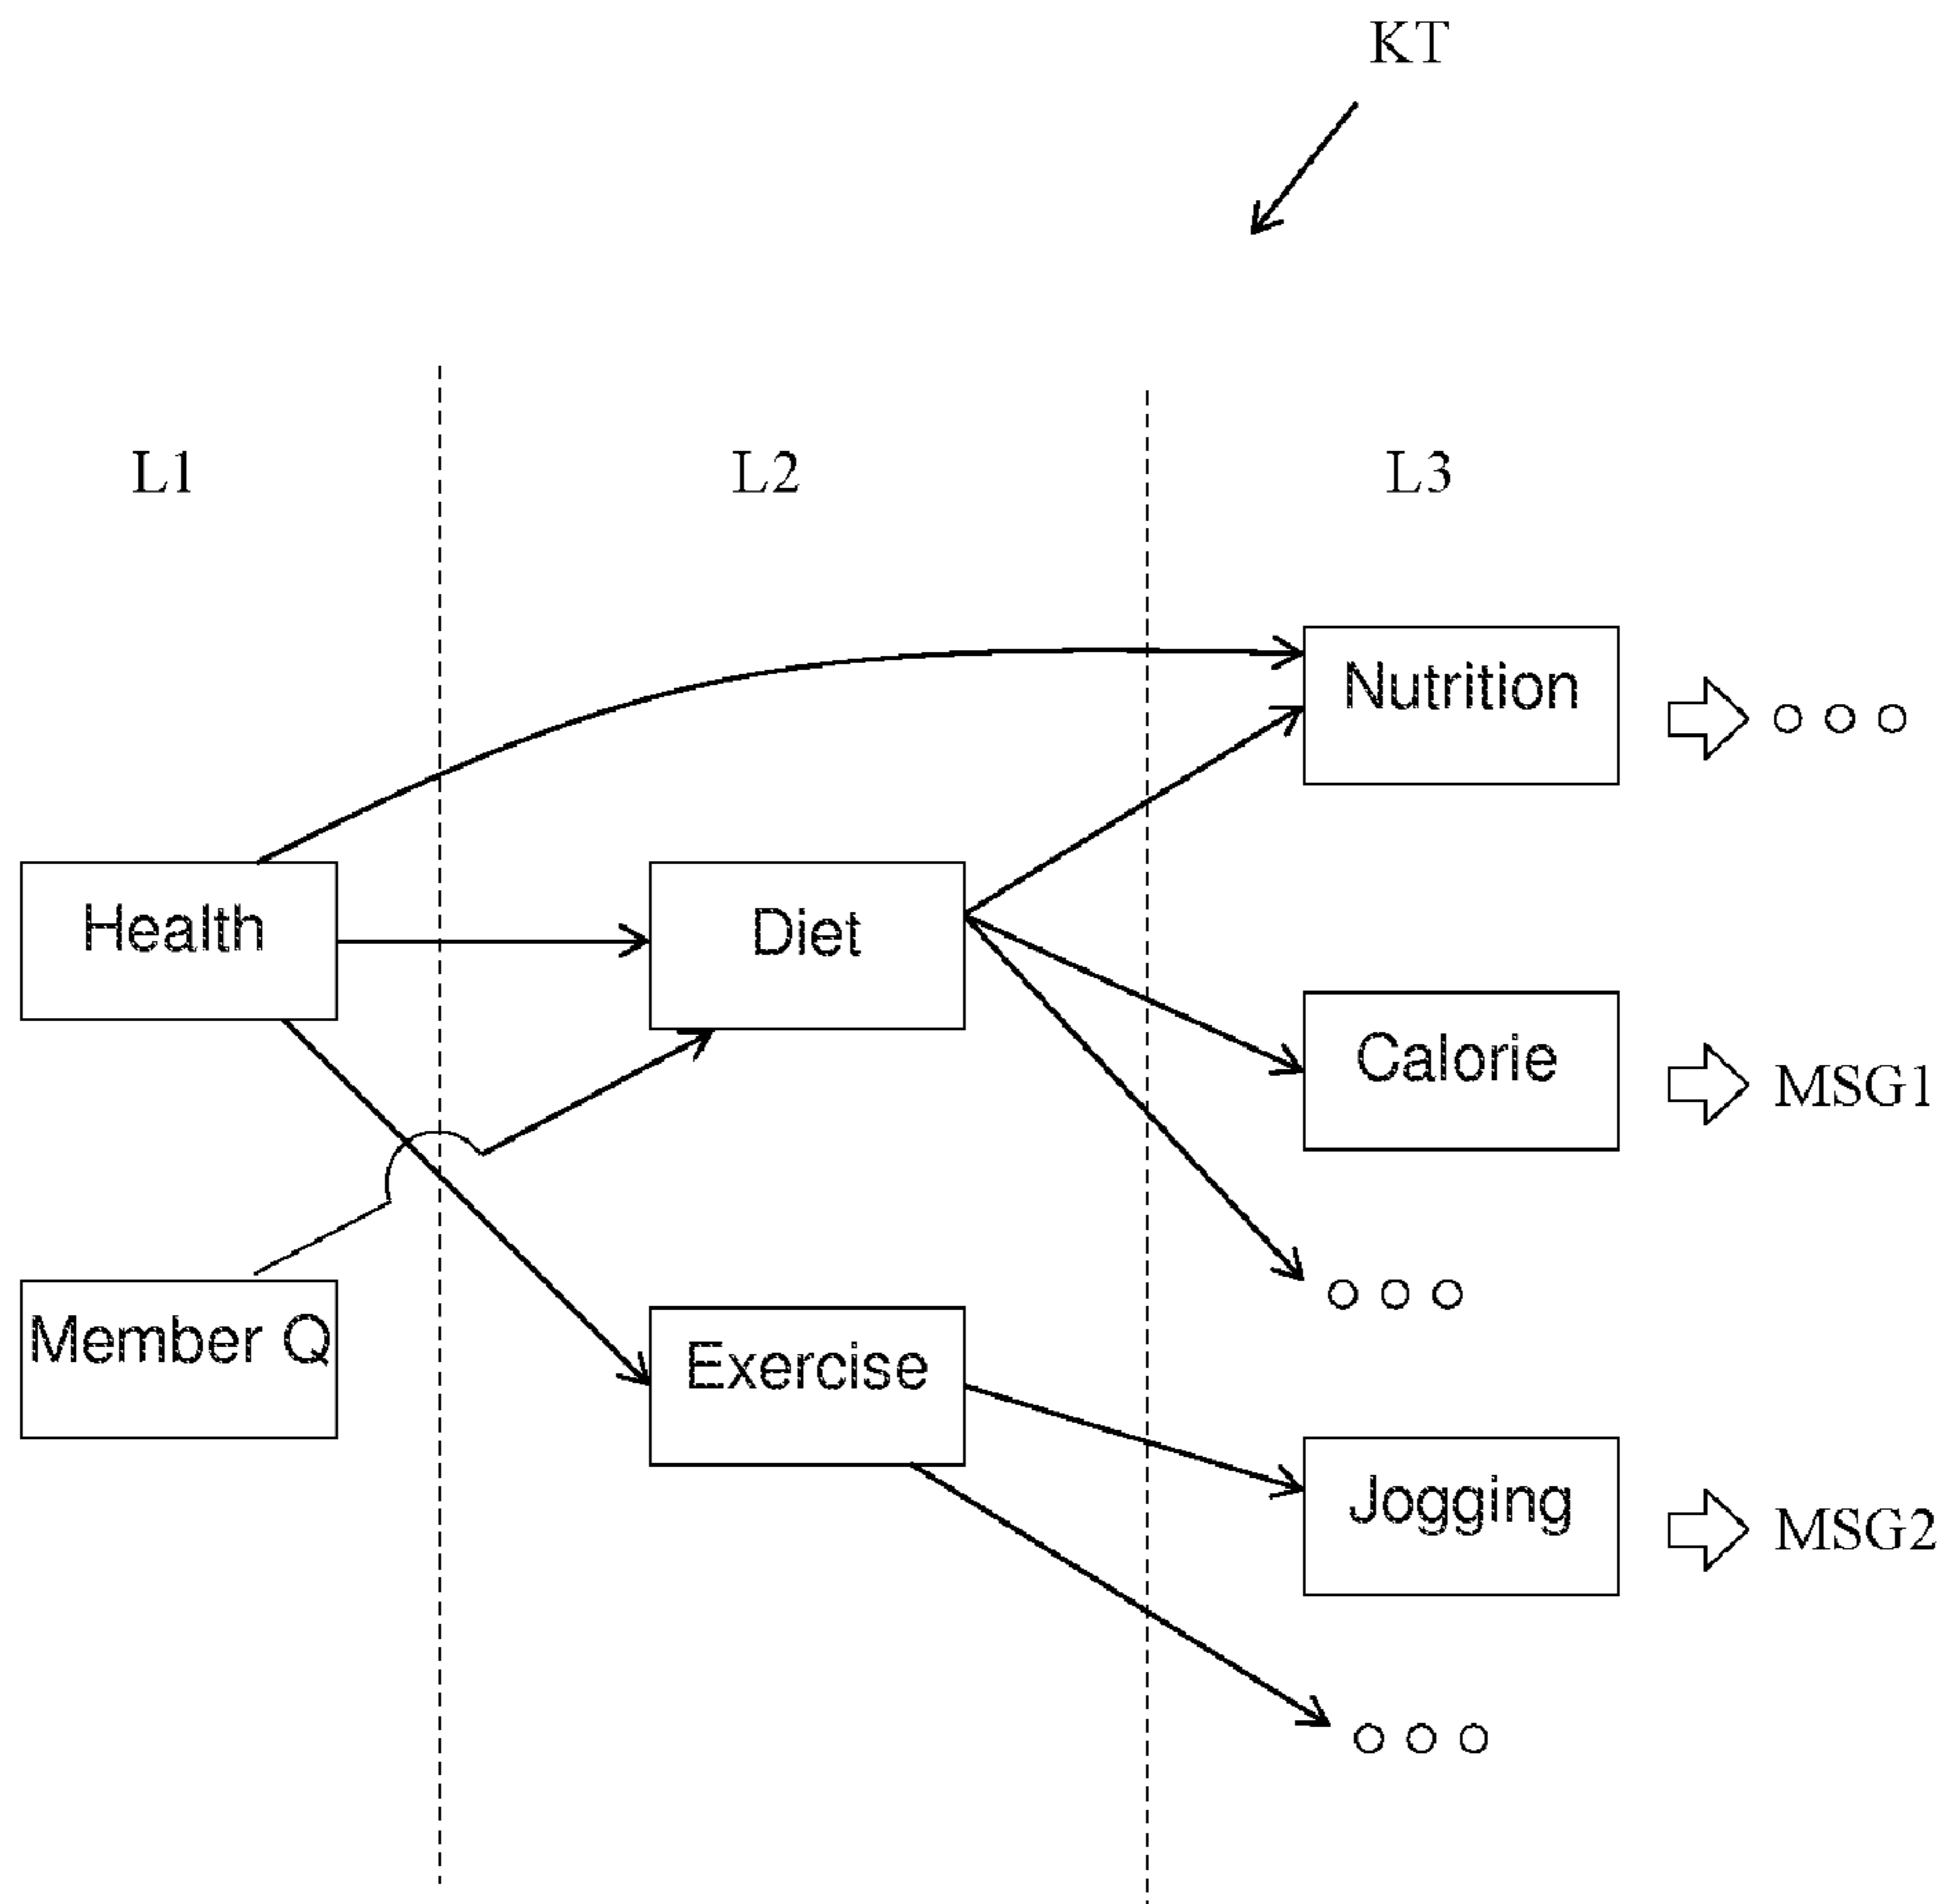 KT
L1
L2
L3
Nutrition
Health
Diet
Calorie
MSG1
Member Q
Exercise
Jogging
MSG2